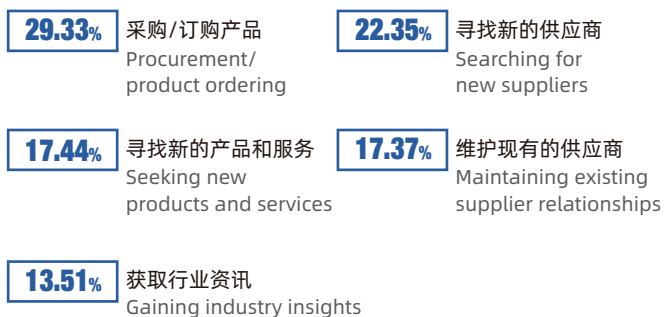 29.33%
采购/订购产品
Procurement/
product ordering
22.35%
寻找新的供应商
Searching for
new suppliers
17.44%
寻找新的产品和服务
Seeking new
products and services
17.37%
维护现有的供应商
Maintaining existing
supplier relationships
13.51%
获取行业资讯
Gaining industry insights